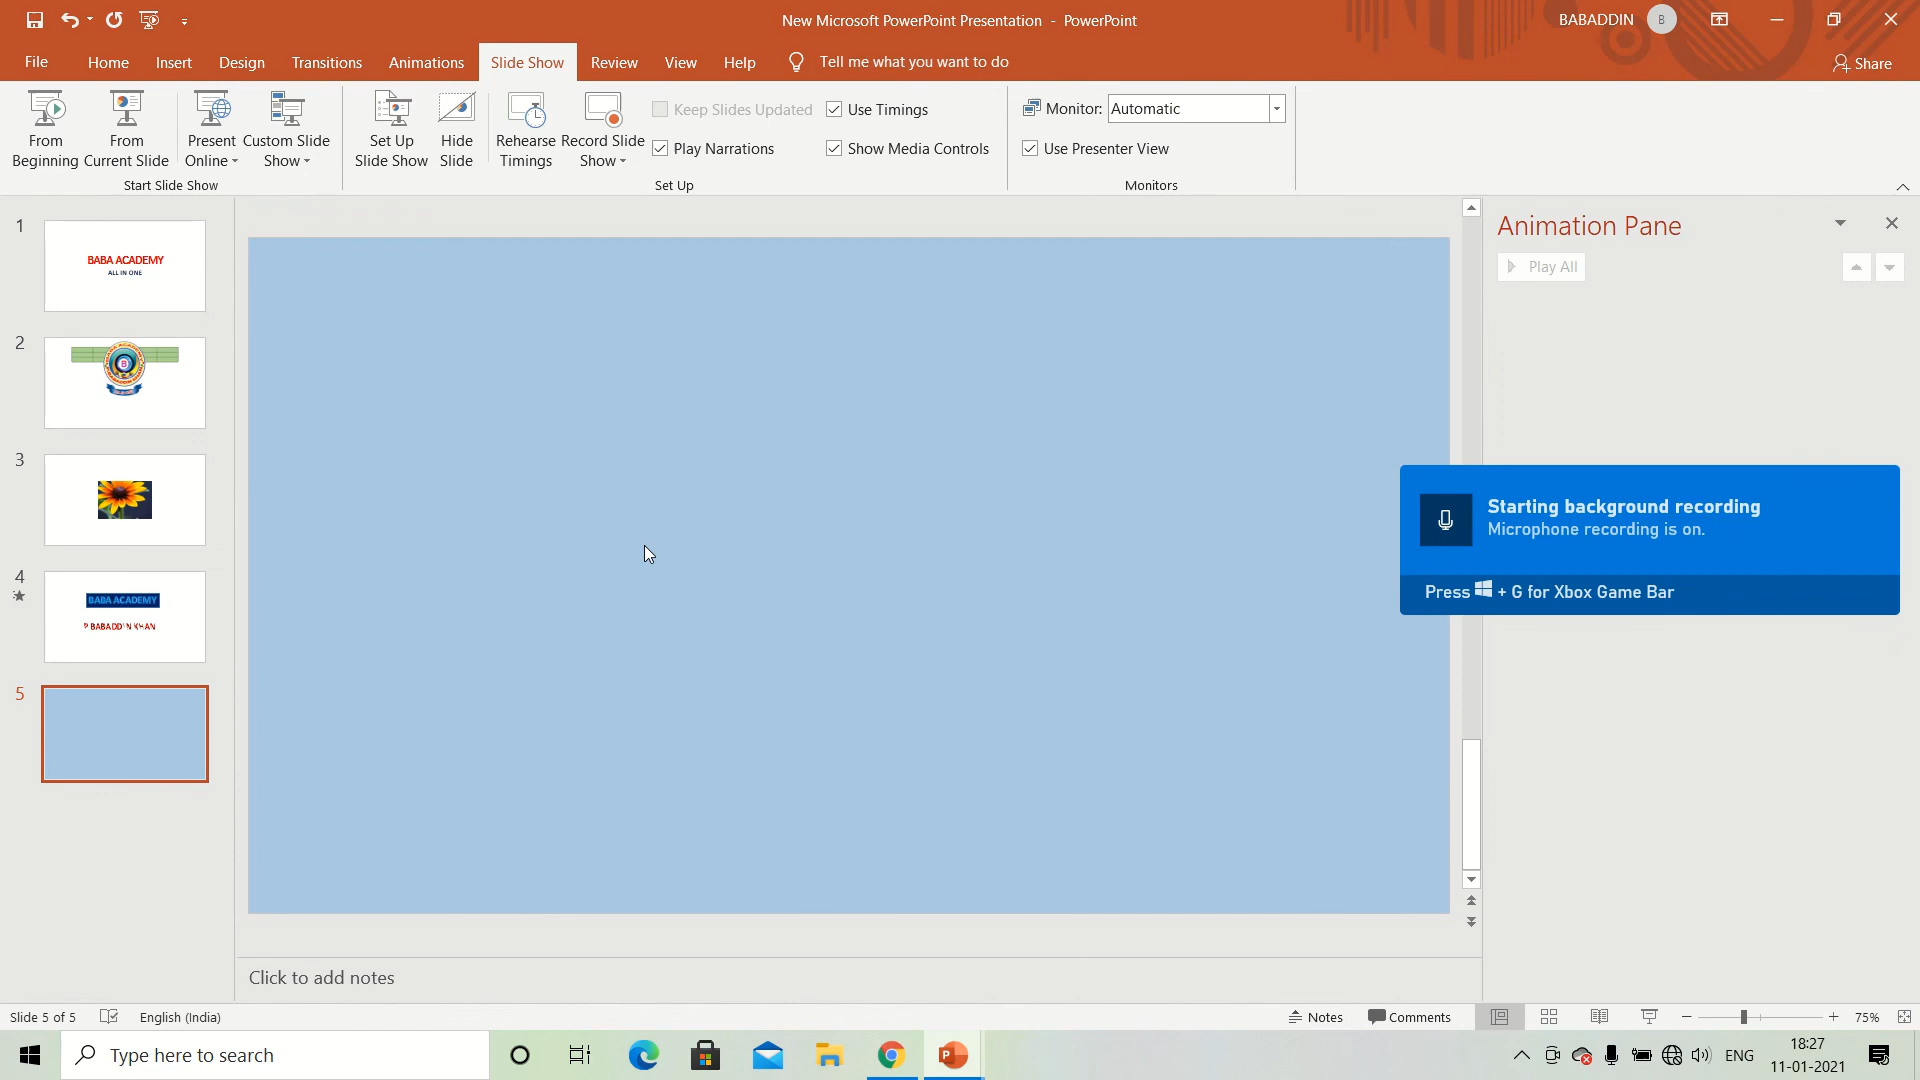 New Microsoft PowerPoint Presentation - PowerPoint
BABADDIN
B
File
Home
Insert
Design
Transitions
Animations
Slide Show
Review
View
Help
Tell me what you want to do
Share
From
Beginning
From
Current Slide
Present
Online
Custom Slide
Show
Start Slide Show
Set Up
Slide Show
Hide
Slide
Rehearse
Timings
Record Slide
Show
Keep Slides Updated
Use Timings
Play Narrations
Show Media Controls
Set Up
Monitor: Automatic
Use Presenter View
Monitors
1
BABA ACADEMY
ALL IN ONE
2
B
3
4
BABA ACADEMY
BABADDIN KHAN
5
Animation Pane
Play All
Starting background recording
Microphone recording is on.
Press + G for Xbox Game Bar
Click to add notes
Slide 5 of 5
English (India)
Notes
Comments
75%
Type here to search
ENG
18:27
11-01-2021